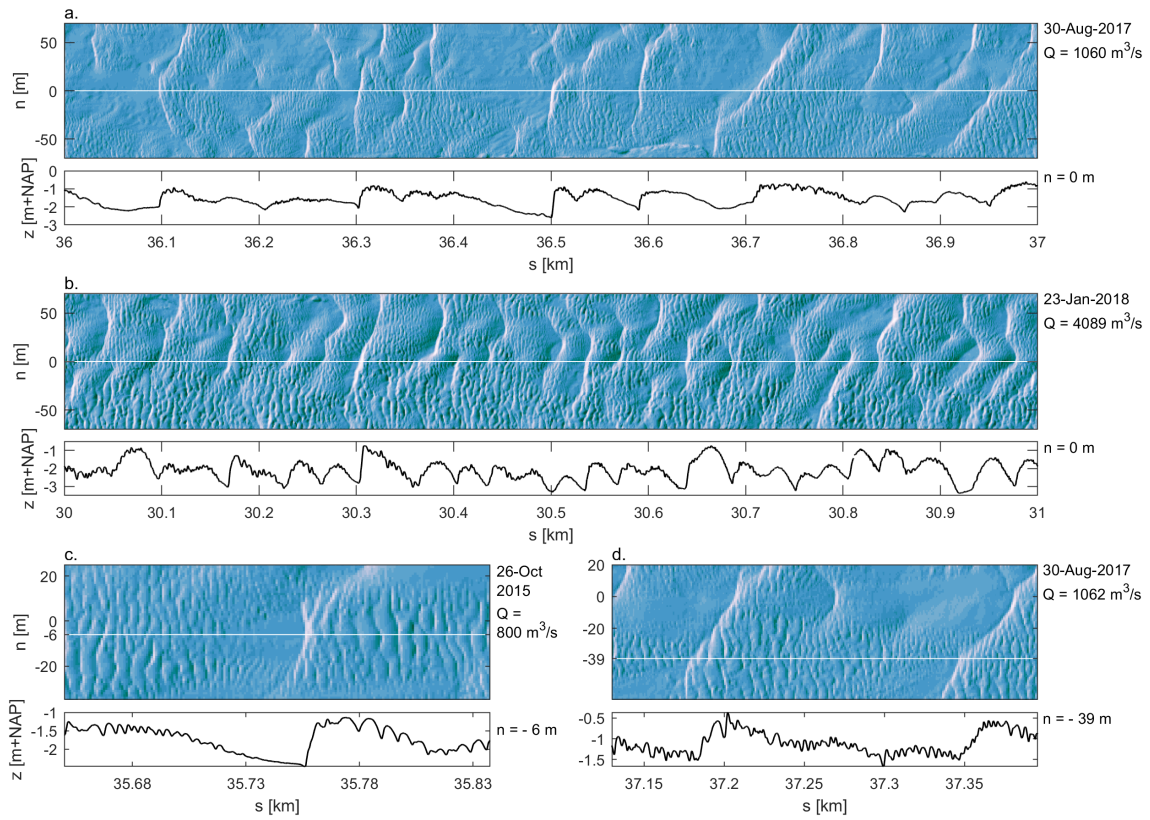 a.
30-Aug-2017
Q = 1060 m³/s
n [m]
50
0
-50
z [m+NAP]
0
-1
-2
-3
n = 0 m
36 36.1 36.2 36.3 36.4 36.5 36.6 36.7 36.8 36.9 37
s [km]
b.
23-Jan-2018
Q = 4089 m³/s
n [m]
50
0
-50
z [m+NAP]
-1
-2
-3
n = 0 m
30 30.1 30.2 30.3 30.4 30.5 30.6 30.7 30.8 30.9 31
s [km]
c.
26-Oct
2015
Q =
800 m³/s
n [m]
20
0
-6
-20
z [m+NAP]
-1
-1.5
-2
n = - 6 m
35.68 35.73 35.78 35.83
s [km]
d.
30-Aug-2017
Q = 1062 m³/s
n [m]
20
0
-20
-39
z [m+NAP]
-0.5
-1
-1.5
n = - 39 m
37.15 37.2 37.25 37.3 37.35
s [km]